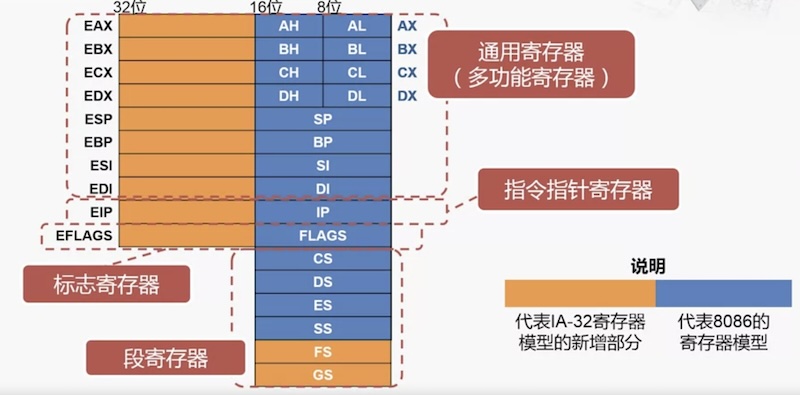 32位 16位 8位
EAX AH AL AX
EBX BH BL BX
ECX CH CL CX
EDX DH DL DX
ESP SP
EBP BP
ESI SI
EDI DI
EIP IP
EFLAGS FLAGS
CS
DS
ES
SS
FS
GS
通用寄存器
（多功能寄存器）
指令指针寄存器
标志寄存器
段寄存器
说明
代表IA-32寄存器
模型的新增部分
代表8086的
寄存器模型